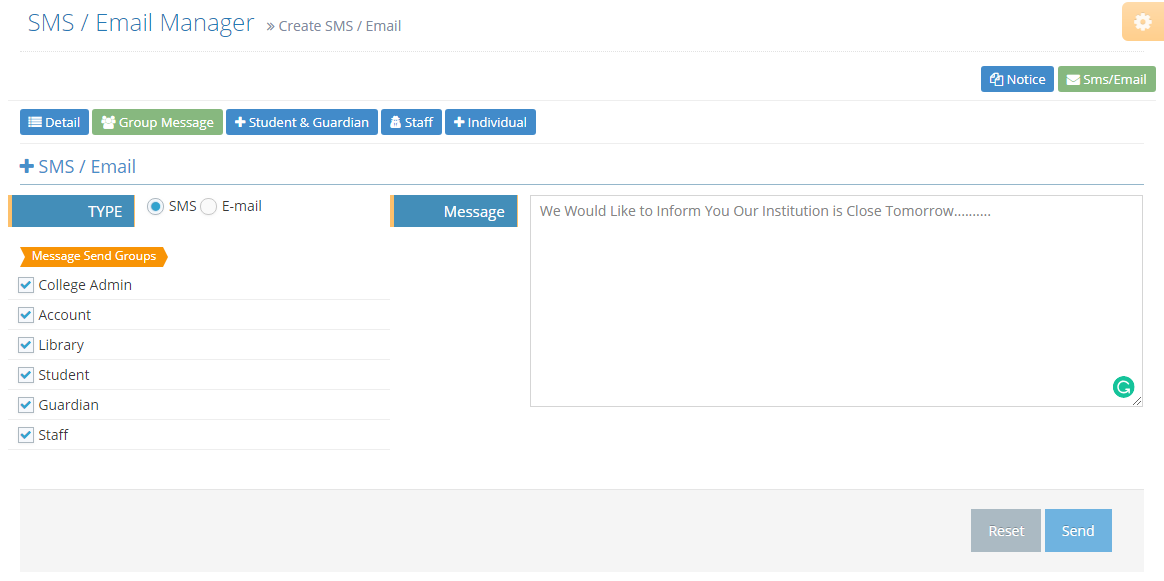 SMS / Email Manager » Create SMS / Email
Notice Sms/Email
Detail Group Message Student & Guardian Staff Individual
SMS / Email
TYPE SMS E-mail Message
We Would Like to Inform You Our Institution is Close Tomorrow..........
Message Send Groups
College Admin
Account
Library
Student
Guardian
Staff
Reset Send